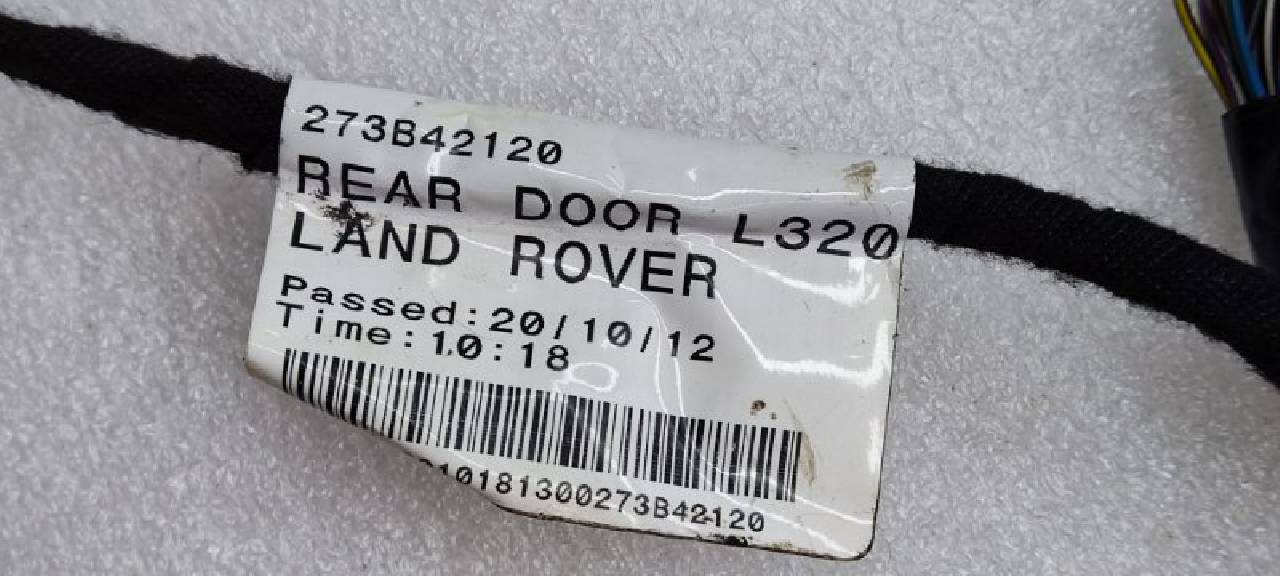 273B42120
REAR DOOR L320
LAND ROVER
Passed:20/10/12
Time:10:18
10181300273B42120